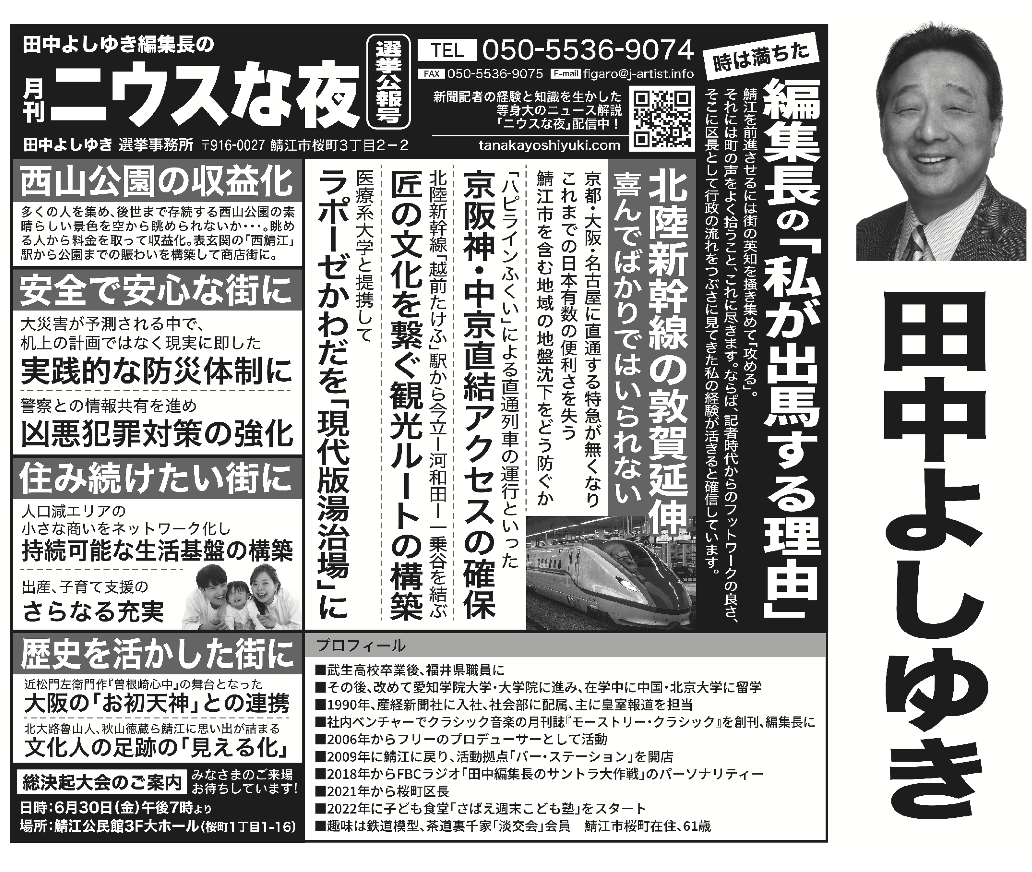 田中よしゆき編集長の
月刊ニウスな夜
選挙公報号
TEL 050-5536-9074
FAX 050-5536-9075 E-mail figaro@j-artist.info
新聞記者の経験と知識を生かした
等身大のニュース解説
「ニウスな夜」配信中！
tanakayoshiyuki.com
田中よしゆき 選挙事務所 〒916-0027 鯖江市桜町3丁目2−2
時は満ちた
編集長の「私が出馬する理由」
鯖江を前進させるには街の英知を掻き集めて「攻める」。
それには町の声をよく拾うこと、これに尽きます。ならば、記者時代からのフットワークの良さ、
そこに区長として行政の流れをつぶさに見てきた私の経験が活きると確信しています。
北陸新幹線の敦賀延伸
喜んでばかりではいられない
京都・大阪・名古屋に直通する特急が無くなり
これまでの日本有数の便利さを失う
鯖江市を含む地域の地盤沈下をどう防ぐか
「ハピラインふくい」による直通列車の運行といった
京阪神・中京直結アクセスの確保
北陸新幹線「越前たけふ」駅から今立ー河和田ー一乗谷を結ぶ
匠の文化を繋ぐ観光ルートの構築
医療系大学と提携して
ラポーゼかわだを「現代版湯治場」に
西山公園の収益化
多くの人を集め、後世まで存続する西山公園の素
晴らしい景色を空から眺められないか・・・。眺め
る人から料金を取って収益化。表玄関の「西鯖江」
駅から公園までの賑わいを構築して商店街に。
安全で安心な街に
大災害が予測される中で、
机上の計画ではなく現実に即した
実践的な防災体制に
警察との情報共有を進め
凶悪犯罪対策の強化
住み続けたい街に
人口減エリアの
小さな商いをネットワーク化し
持続可能な生活基盤の構築
出産、子育て支援の
さらなる充実
歴史を活かした街に
近松門左衛門作『曽根崎心中』の舞台となった
大阪の「お初天神」との連携
北大路魯山人、秋山徳蔵ら鯖江に思い出が詰まる
文化人の足跡の「見える化」
総決起大会のご案内 みなさまのご来場
お待ちしています！
日時：6月30日（金）午後7時より
場所：鯖江公民館3F大ホール（桜町1丁目1-16）
プロフィール
■武生高校卒業後、福井県職員に
■その後、改めて愛知学院大学・大学院に進み、在学中に中国・北京大学に留学
■1990年、産経新聞社に入社、社会部に配属、主に皇室報道を担当
■社内ベンチャーでクラシック音楽の月刊誌『モーストリー・クラシック』を創刊、編集長に
■2006年からフリーのプロデューサーとして活動
■2009年に鯖江に戻り、活動拠点「バー・ステーション」を開店
■2018年からFBCラジオ「田中編集長のサントラ大作戦」のパーソナリティー
■2021年から桜町区長
■2022年に子ども食堂「さばえ週末こども塾」をスタート
■趣味は鉄道模型、茶道裏千家「淡交会」会員　鯖江市桜町在住、61歳
田中よしゆき